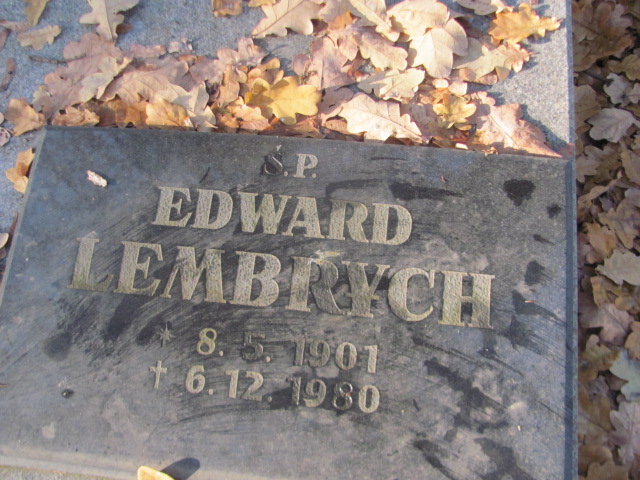 Ś.P.
EDWARD
LEMBRYCH
* 8.5.1901
† 6.12.1980